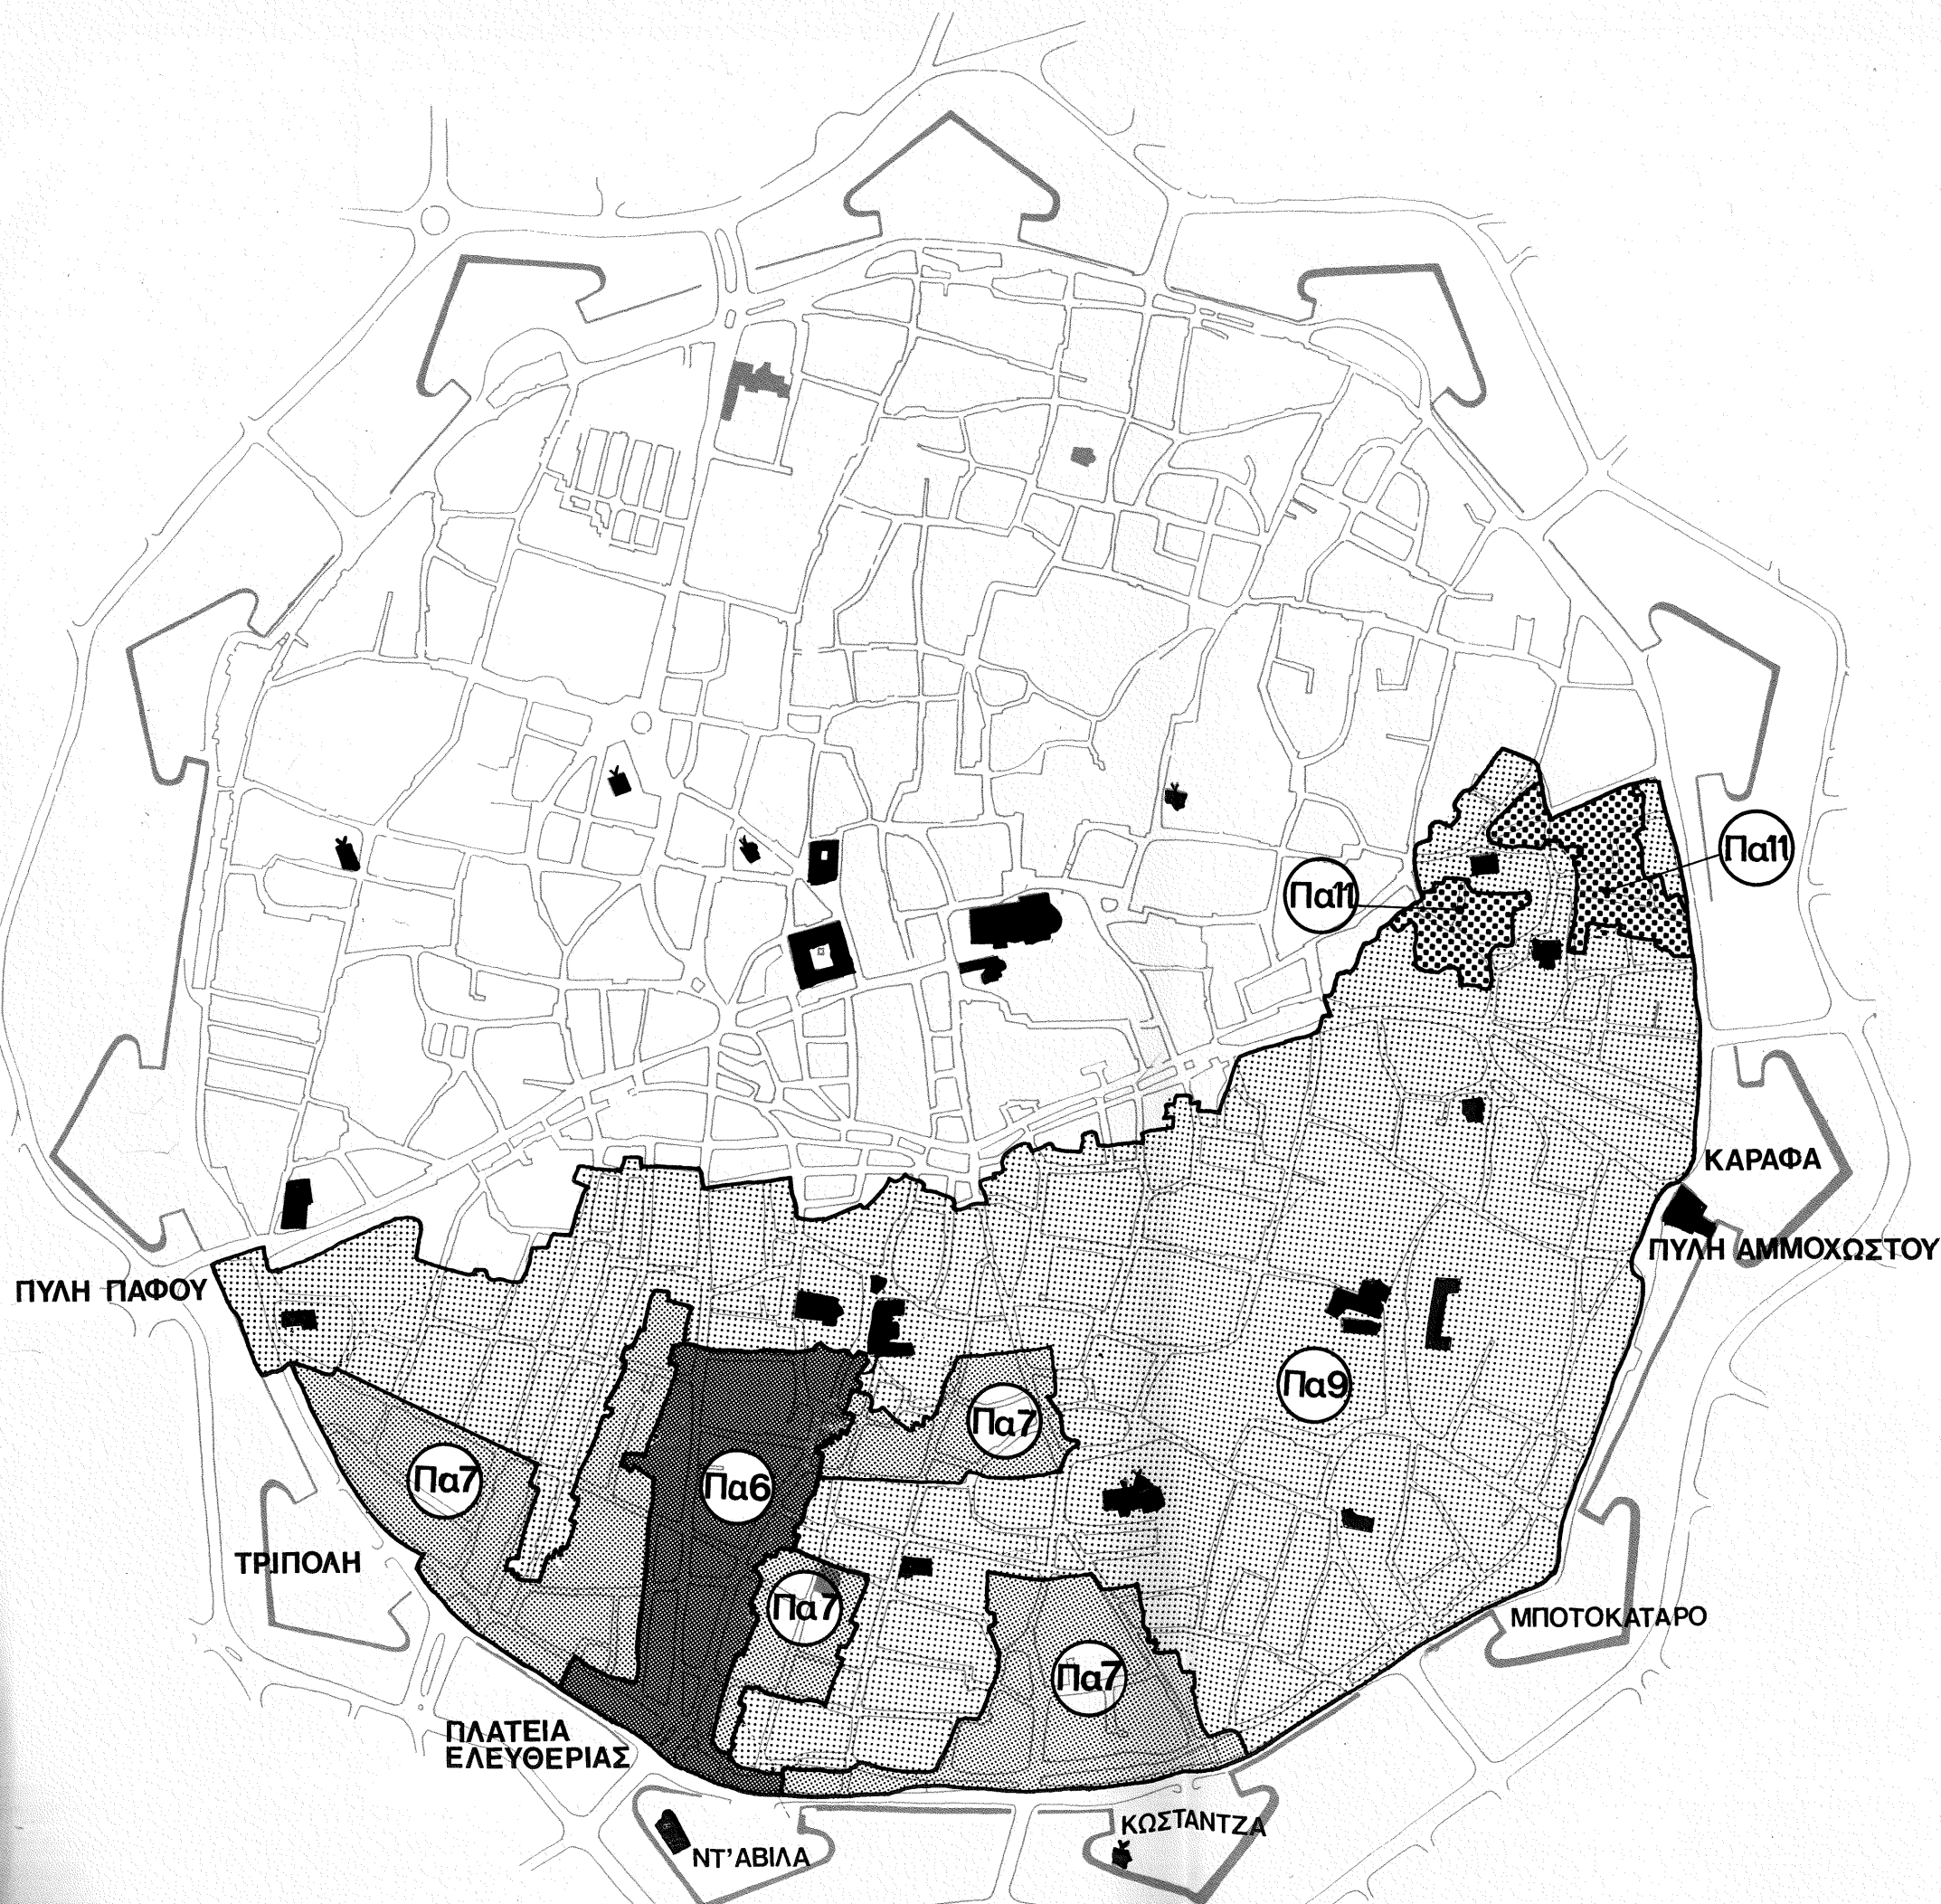 Πα11
Πα11
ΚΑΡΑΦΑ
ΠΥΛΗ ΑΜΜΟΧΩΣΤΟΥ
ΠΥΛΗ ΠΑΦΟΥ
Πα9
Πα7
Πα7
Πα6
ΤΡΙΠΟΛΗ
Πα7
ΜΠΟΤΟΚΑΤΑΡΟ
Πα7
ΠΛΑΤΕΙΑ
ΕΛΕΥΘΕΡΙΑΣ
ΚΩΣΤΑΝΤΖΑ
ΝΤ'ΑΒΙΛΑ